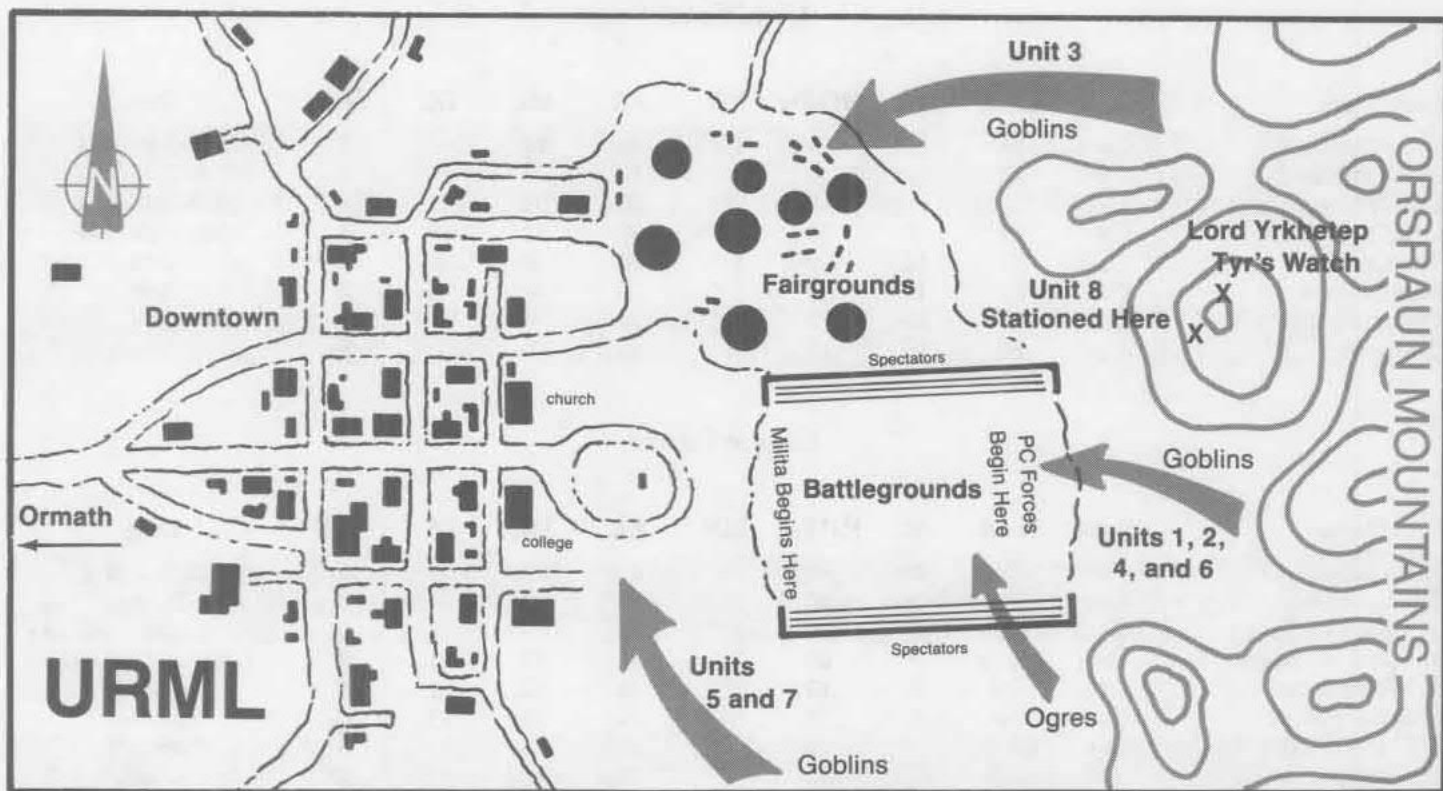 Unit 3
Goblins
N
ORSRAUN MOUNTAINS
Lord Yrkhetep
Tyr's Watch
X
X
Unit 8
Stationed Here
Fairgrounds
Downtown
Spectators
church
Milita Begins Here
Battlegrounds
PC Forces
Begin Here
Goblins
Ormath
college
Units 1, 2,
4, and 6
Spectators
URML
Units
5 and 7
Ogres
Goblins